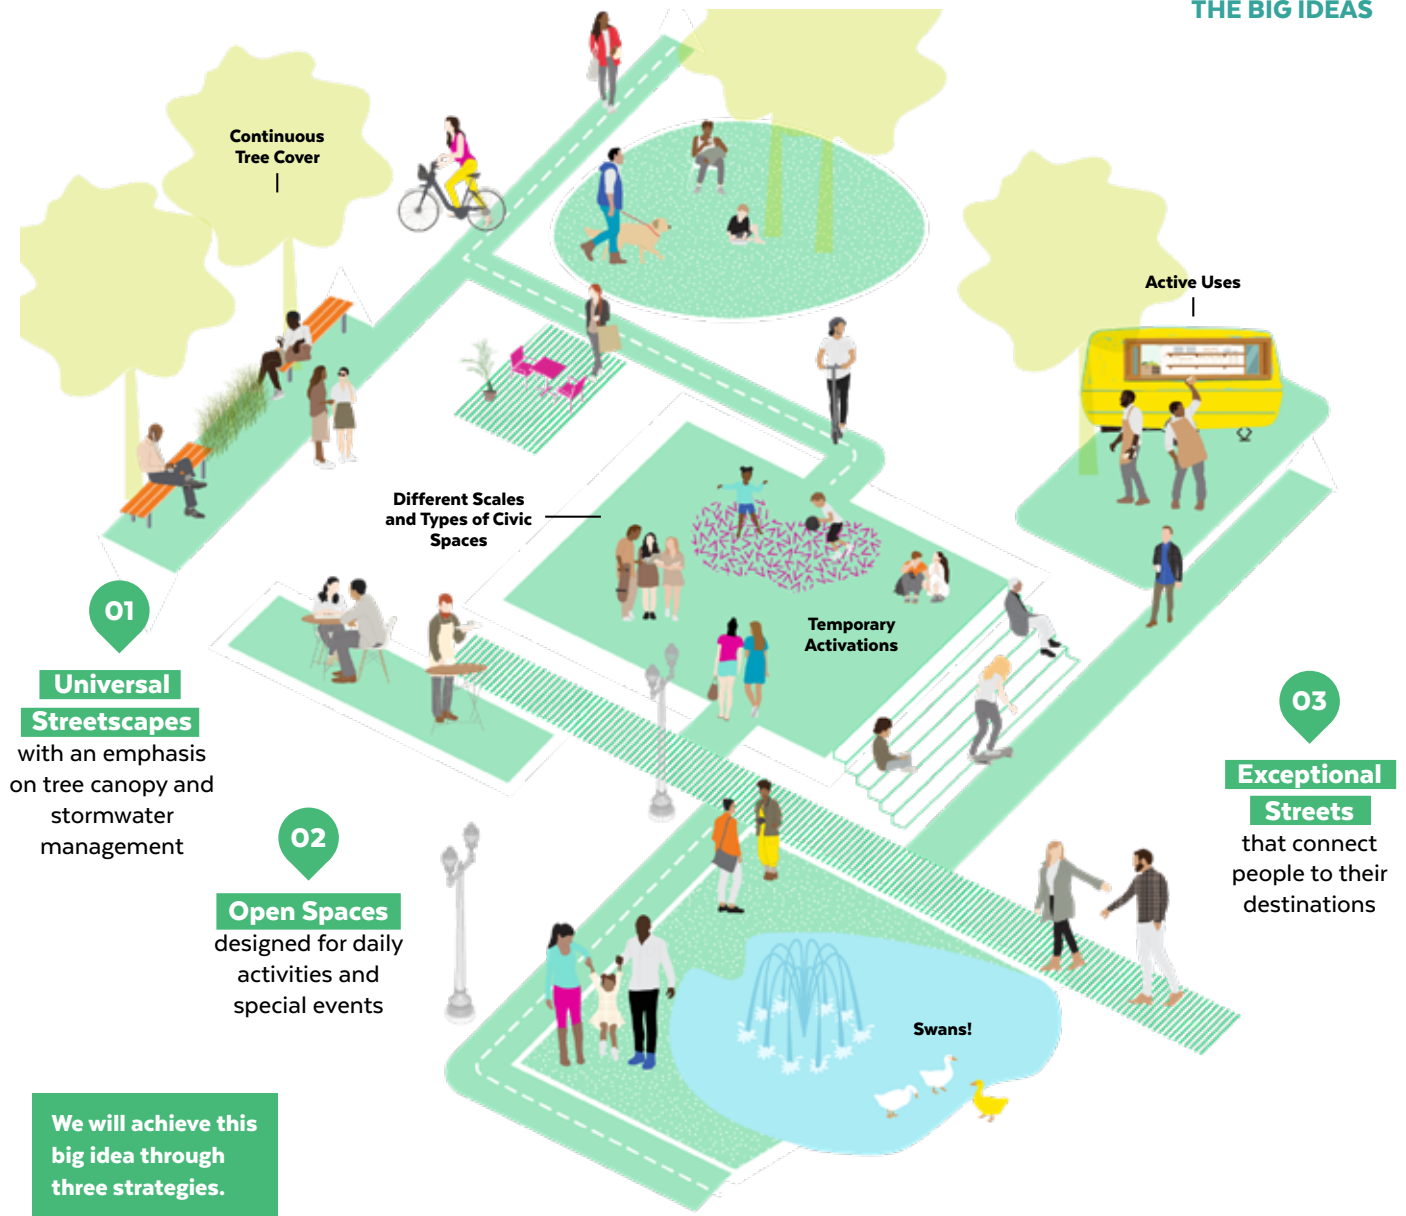 THE BIG IDEAS
Continuous
Tree Cover
Active Uses
Different Scales
and Types of Civic
Spaces
Temporary
Activations
01
Universal
Streetscapes
with an emphasis
on tree canopy and
stormwater
management
02
Open Spaces
designed for daily
activities and
special events
03
Exceptional
Streets
that connect
people to their
destinations
Swans!
We will achieve this
big idea through
three strategies.